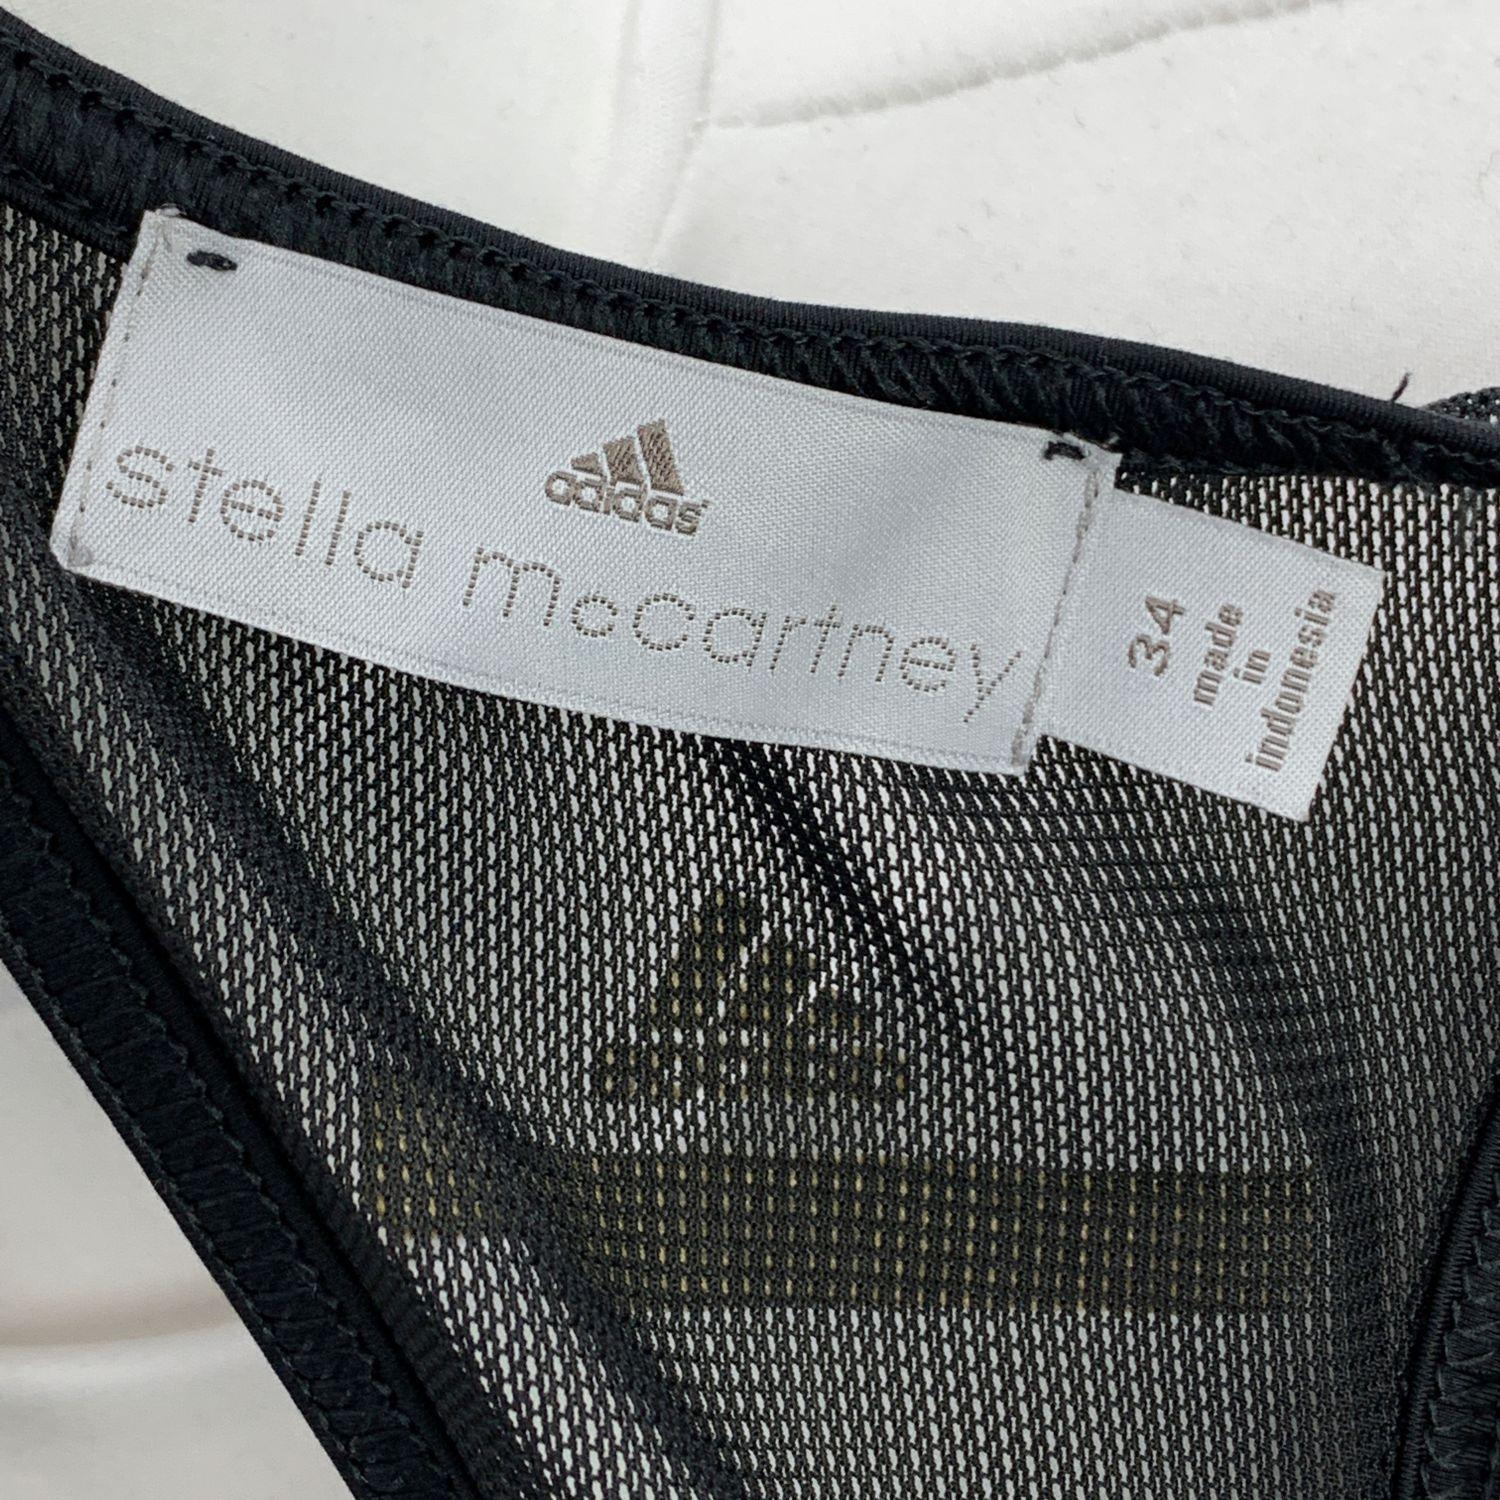 adidas
stella mccartney
34
made
in
indonesia